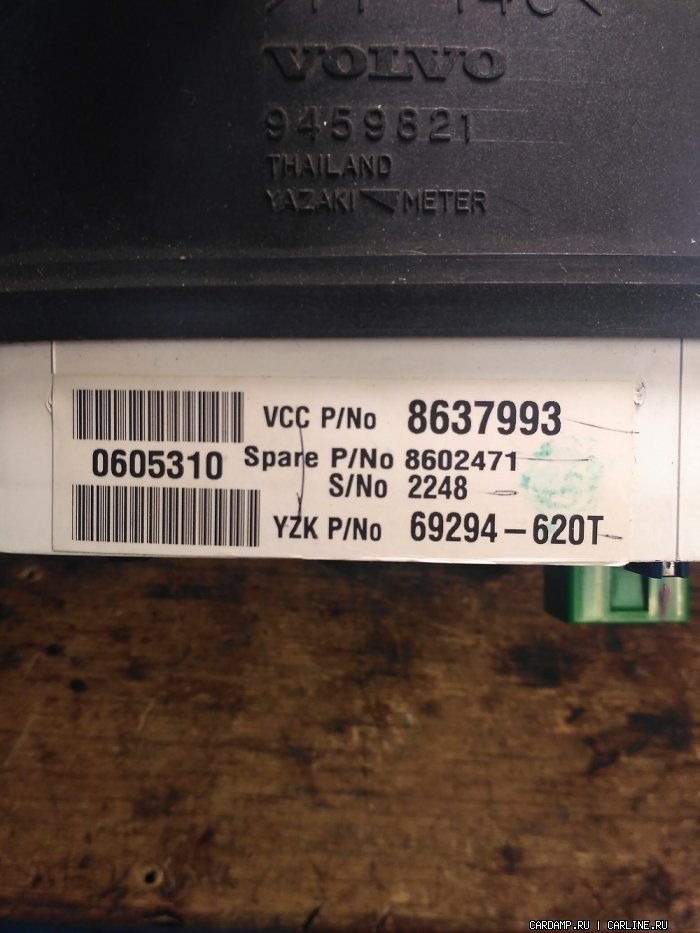 VOLVO
9459821
THAILAND
YAZAKI METER
VCC P/No 8637993
0605310 Spare P/No 8602471
S/No 2248
YZK P/No 69294-620T
CARDAMP.RU | CARLINE.RU